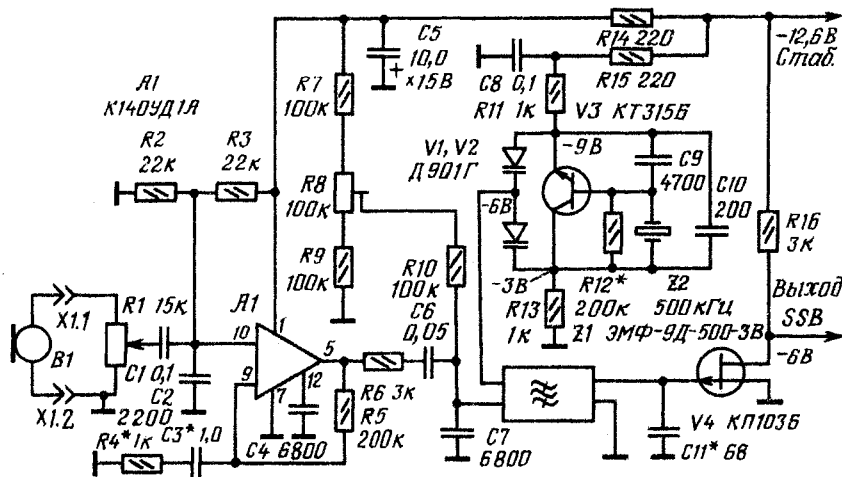 C5
10,0
+
×15В
R14 220
-12,6В
Стаб.
R15 220
C8 0,1
R11 1к
V3 КТ315Б
A1
К140УД1А
R2
22к
R3
22к
R7
100к
V1, V2
Д901Г
-9В
C9
4700
C10
200
R8
100к
-6В
R16
3к
R9
100к
R10
100к
-3В
R12*
200к
Z2
500кГц
R13
1к
Z1 ЭМФ-9Д-500-3В
Выход
SSB
-6В
X1.1
R1 15к
A1
C6
0,05
B1
10
1
5
9
7
12
C1 0,1
C2
2200
X1.2
R6 3к
R5
200к
R4* 1к
C3* 1,0
C4 6800
C7
6800
V4 КП103Б
C11* 68